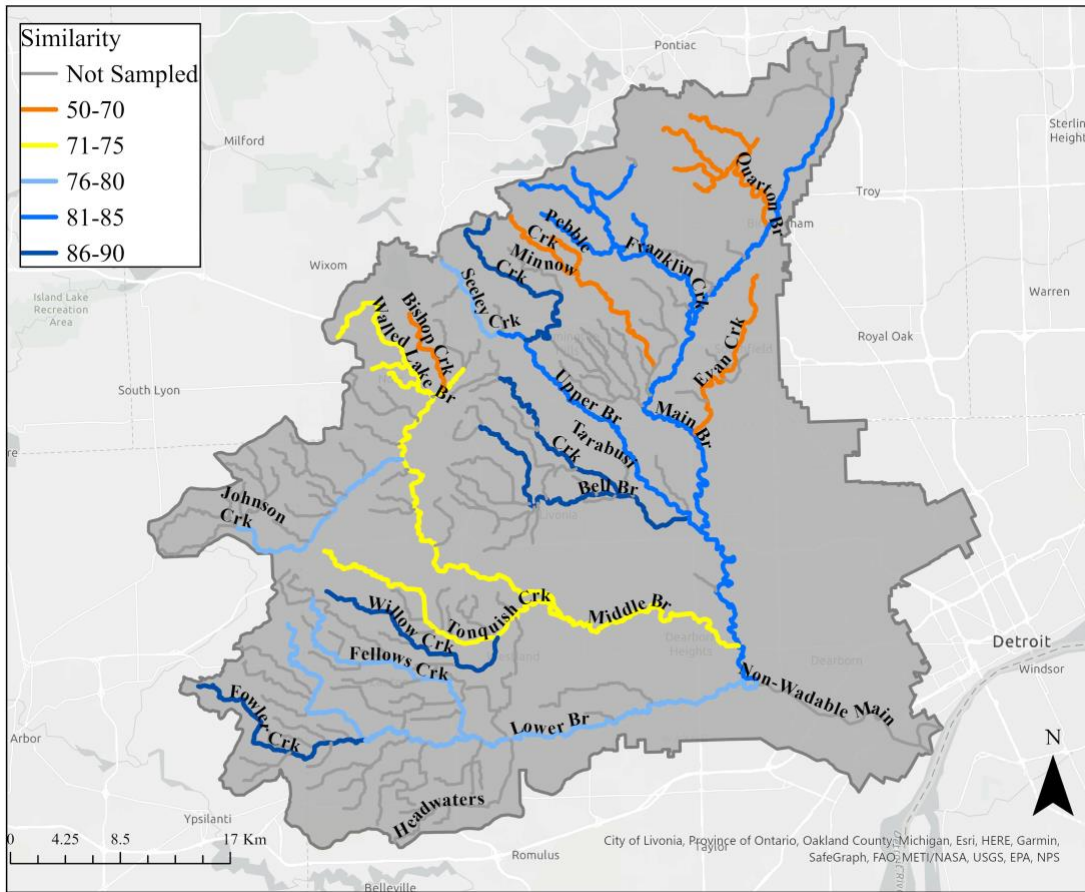 Similarity
Not Sampled
50-70
71-75
76-80
81-85
86-90
Pontiac
Milford
Sterlin
Height
Troy
Wixom
Island Lake
Recreation
Area
Warren
Royal Oak
South Lyon
Quarton Br
Pebble
Crk
Franklin Crk
Minnow
Crk
Seeley Crk
Bishop Crk
Walled Lake Br
Evan Crk
Upper Br
Main Br
Tarabusi
Crk
Bell Br
Livonia
Johnson
Crk
Tonquish Crk
Middle Br
Willow Crk
Fellows Crk
Dearborn
Heights
Dearborn
Detroit
Windsor
Non-Wadable Main
Lower Br
Fowler Crk
Arbor
Headwaters
N
Ypsilanti
0 4.25 8.5 17 Km
Romulus
Taylor
Belleville
City of Livonia, Province of Ontario, Oakland County, Michigan, Esri, HERE, Garmin,
SafeGraph, FAO, METI/NASA, USGS, EPA, NPS